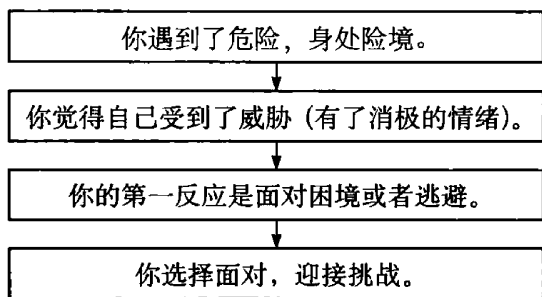 你遇到了危险，身处险境。
你觉得自己受到了威胁（有了消极的情绪）。
你的第一反应是面对困境或者逃避。
你选择面对，迎接挑战。